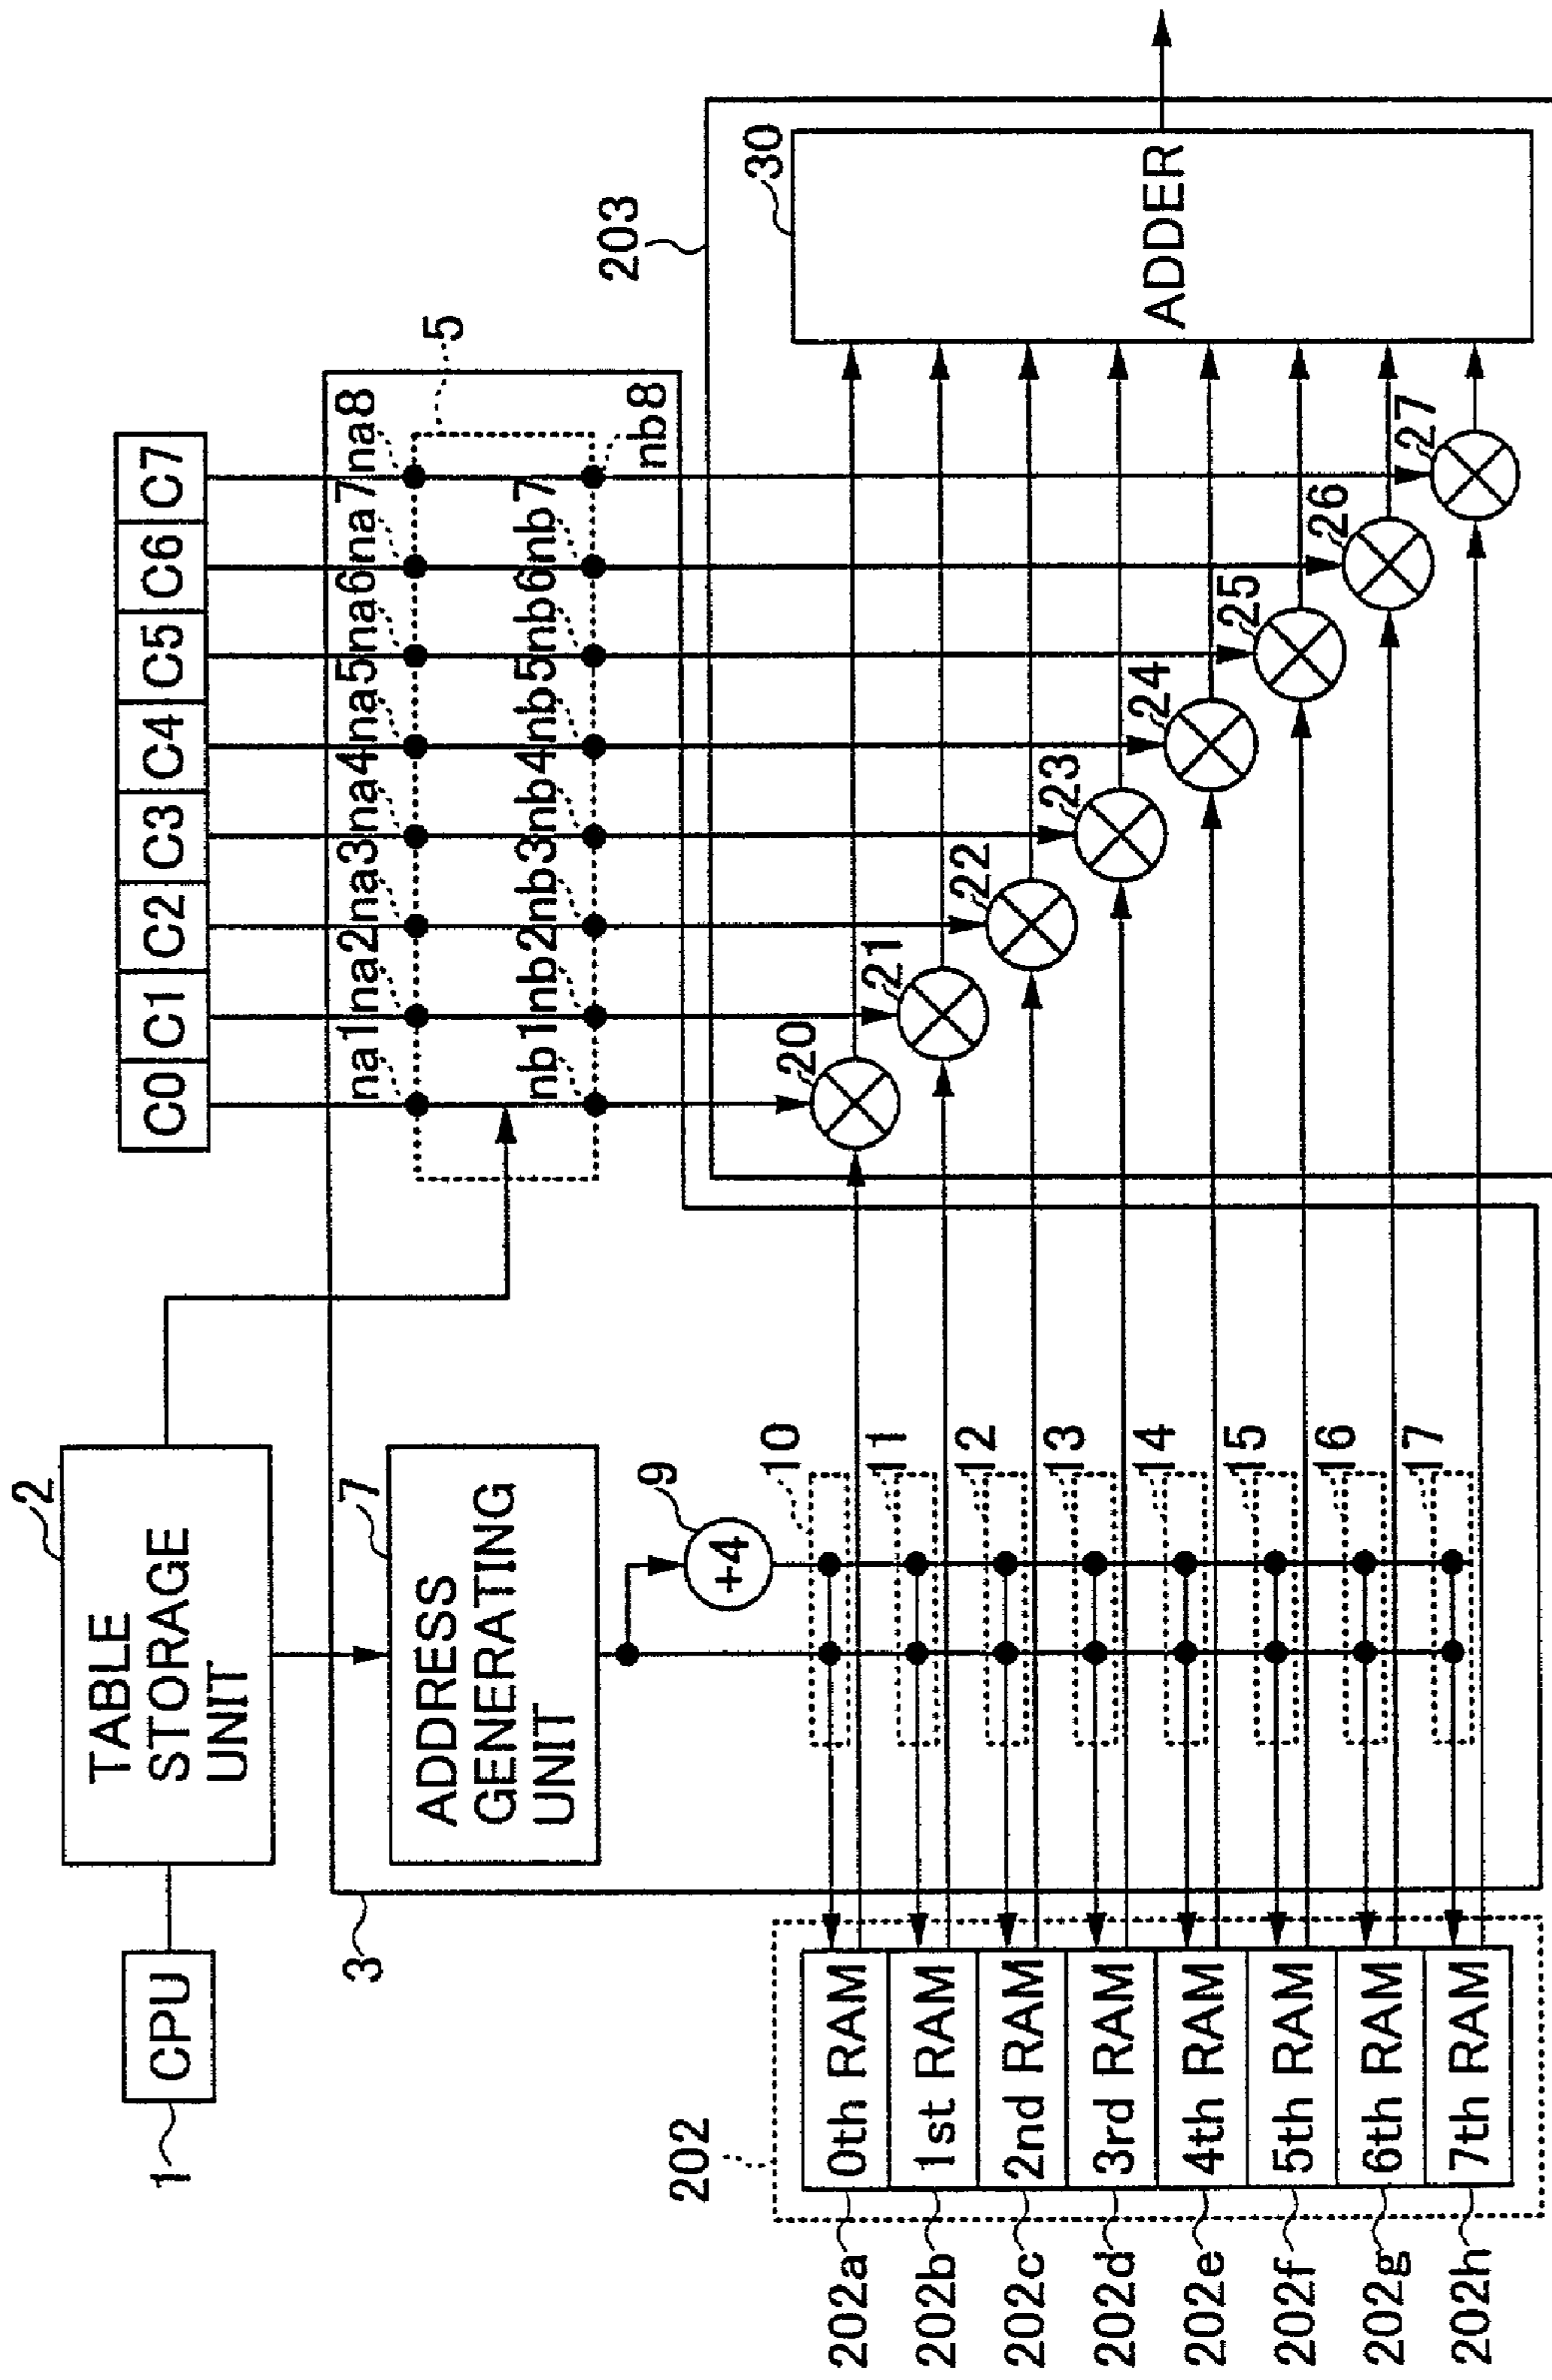 1
CPU
2
TABLE
STORAGE
UNIT
C0 C1 C2 C3 C4 C5 C6 C7
3
7
ADDRESS
GENERATING
UNIT
9
+4
5
na1 na2 na3 na4 na5 na6 na7 na8
nb1 nb2 nb3 nb4 nb5 nb6 nb7 nb8
203
30
ADDER
202
202a 0th RAM 10 20
202b 1st RAM 11 21
202c 2nd RAM 12 22
202d 3rd RAM 13 23
202e 4th RAM 14 24
202f 5th RAM 15 25
202g 6th RAM 16 26
202h 7th RAM 17 27